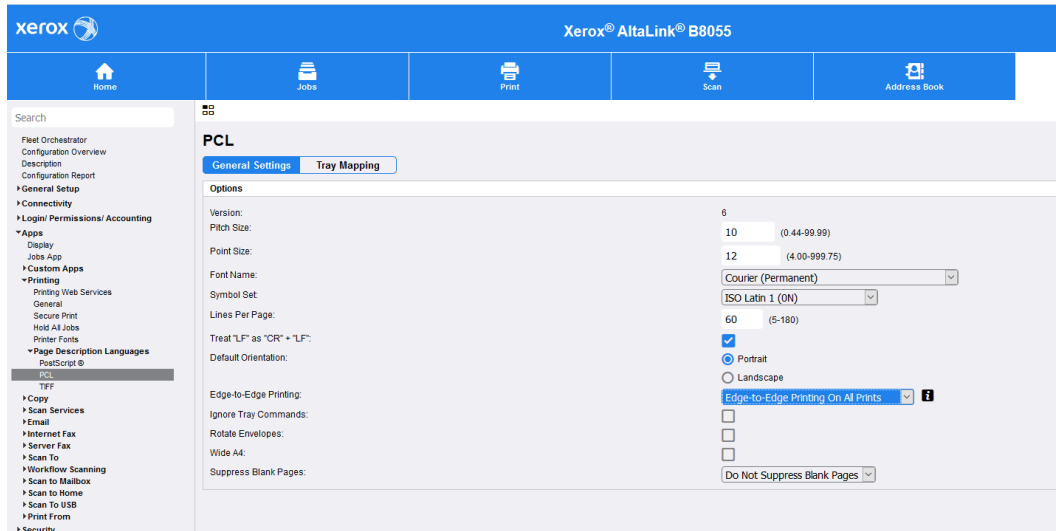 xerox
Xerox® AltaLink® B8055
Home
Jobs
Print
Scan
Address Book
Search
Fleet Orchestrator
Configuration Overview
Description
Configuration Report
General Setup
Connectivity
Login/ Permissions/ Accounting
Apps
Display
Jobs App
Custom Apps
Printing
Printing Web Services
General
Secure Print
Hold All Jobs
Printer Fonts
Page Description Languages
PostScript ®
PCL
TIFF
Copy
Scan Services
Email
Internet Fax
Server Fax
Scan To
Workflow Scanning
Scan to Mailbox
Scan to Home
Scan To USB
Print From
Security
PCL
General Settings Tray Mapping
Options
Version: 6
Pitch Size: 10 (0.44-99.99)
Point Size: 12 (4.00-999.75)
Font Name: Courier (Permanent)
Symbol Set: ISO Latin 1 (0N)
Lines Per Page: 60 (5-180)
Treat "LF" as "CR" + "LF":
Default Orientation: Portrait
Landscape
Edge-to-Edge Printing: Edge-to-Edge Printing On All Prints i
Ignore Tray Commands:
Rotate Envelopes:
Wide A4:
Suppress Blank Pages: Do Not Suppress Blank Pages